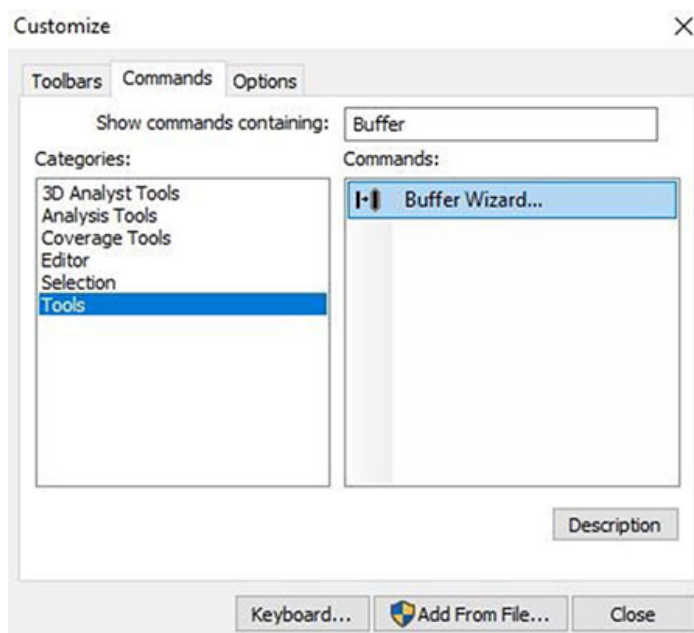 Customize
Toolbars Commands Options
Show commands containing: Buffer
Categories: Commands:
3D Analyst Tools
Analysis Tools
Coverage Tools
Editor
Selection
Tools
Buffer Wizard...
Description
Keyboard... Add From File... Close